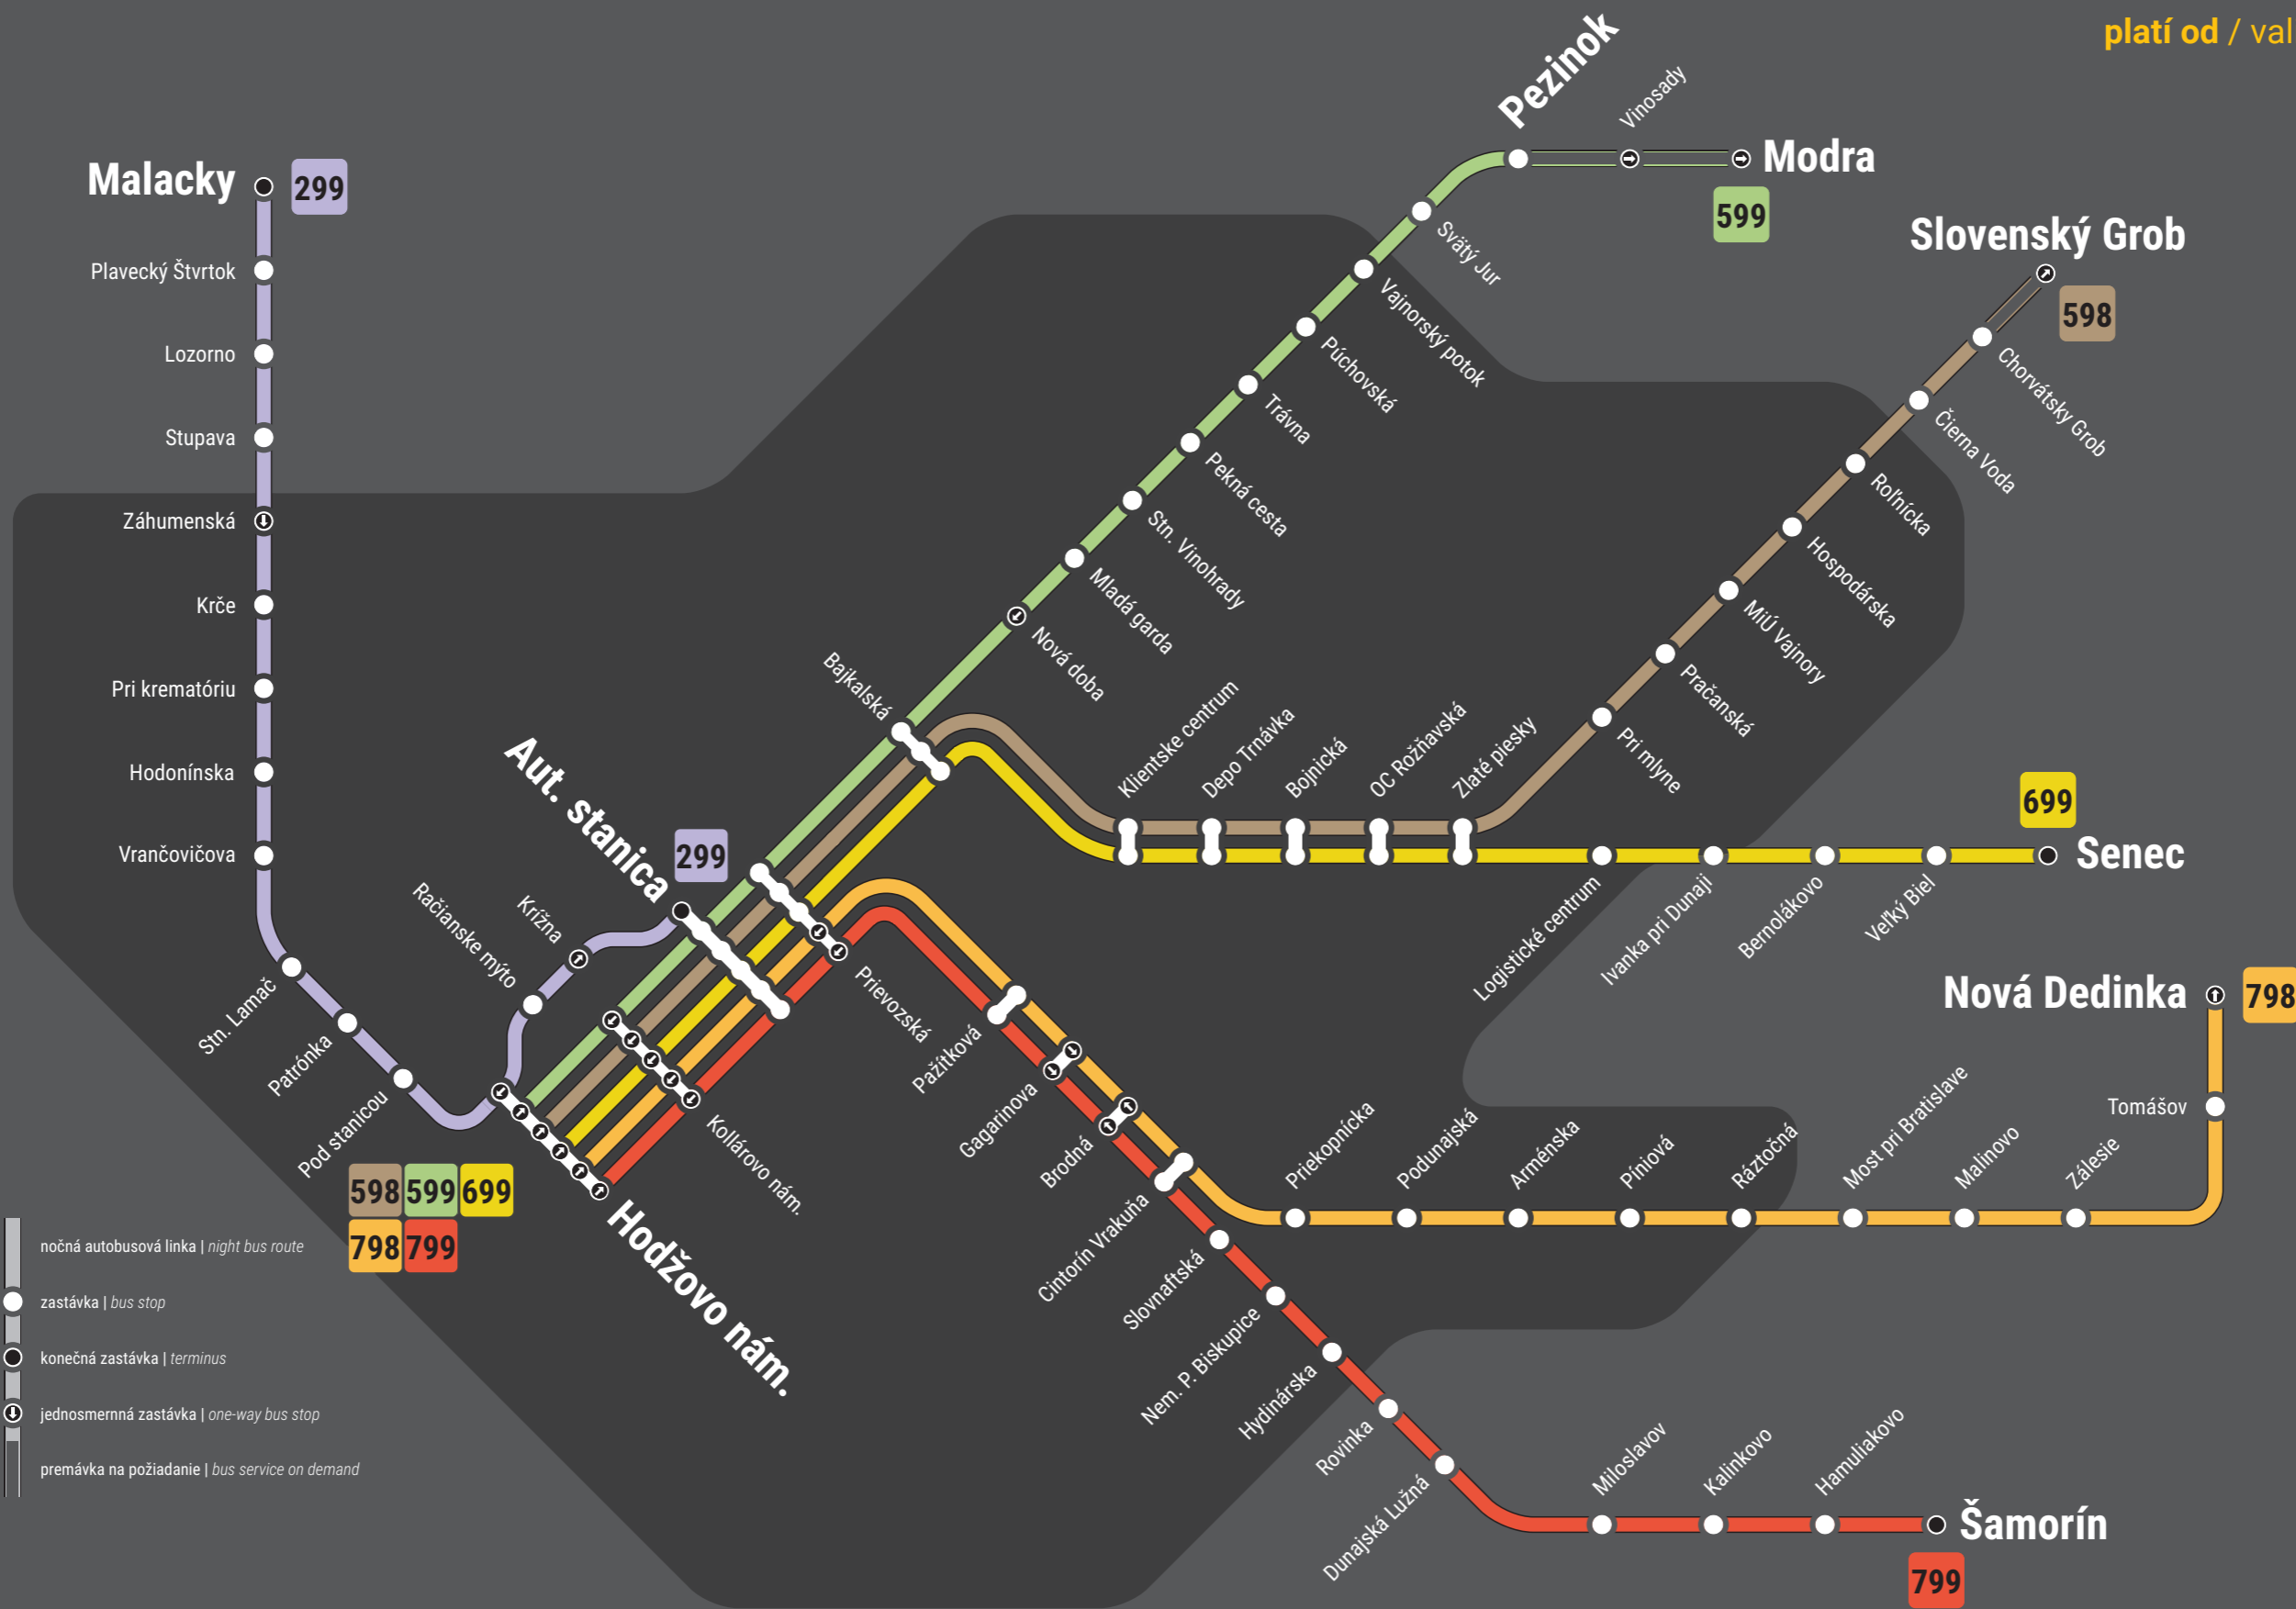 platí od / val
Malacky
299
Plavecký Štvrtok
Lozorno
Stupava
Záhumenská
Krče
Pri krematóriu
Hodonínska
Vrančovičova
Stn. Lamač
Patrónka
Pod stanicou
Račianske mýto
Krížna
Aut. stanica
299
Hodžovo nám.
598 599 699
798 799
Kollárovo nám.
Prievozská
Bajkalská
Nová doba
Mladá garda
Stn. Vinohrady
Pekná cesta
Trávna
Púchovská
Vajnorský potok
Svätý Jur
Pezinok
Vinosady
Modra
599
Klientske centrum
Depo Trnávka
Bojnická
OC Rožňavská
Zlaté piesky
Pri mlyne
Pračanská
MiÚ Vajnory
Hospodárska
Roľnícka
Čierna Voda
Chorvátsky Grob
Slovenský Grob
598
Logistické centrum
Ivanka pri Dunaji
Bernolákovo
Veľký Biel
699
Senec
Pažítková
Gagarinova
Brodná
Cintorín Vrakuňa
Priekopnícka
Podunajská
Arménska
Píniová
Ráztočná
Most pri Bratislave
Malinovo
Zálesie
Tomášov
Nová Dedinka
798
Slovnaftská
Nem. P. Biskupice
Hydinárska
Rovinka
Dunajská Lužná
Miloslavov
Kalinkovo
Hamuliakovo
Šamorín
799
nočná autobusová linka | night bus route
zastávka | bus stop
konečná zastávka | terminus
jednosmernná zastávka | one-way bus stop
premávka na požiadanie | bus service on demand